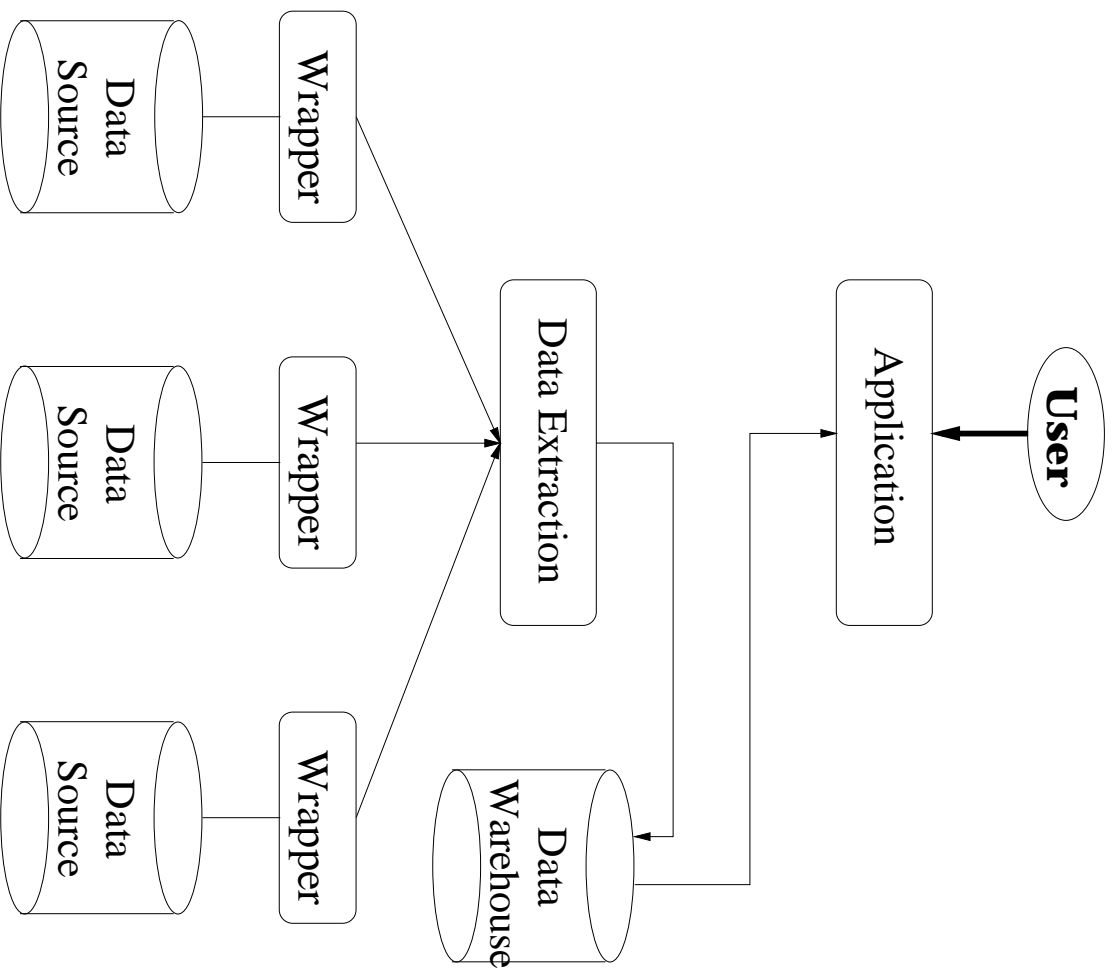 User
Application
Data Extraction
Data
Warehouse
Wrapper
Wrapper
Wrapper
Data
Source
Data
Source
Data
Source